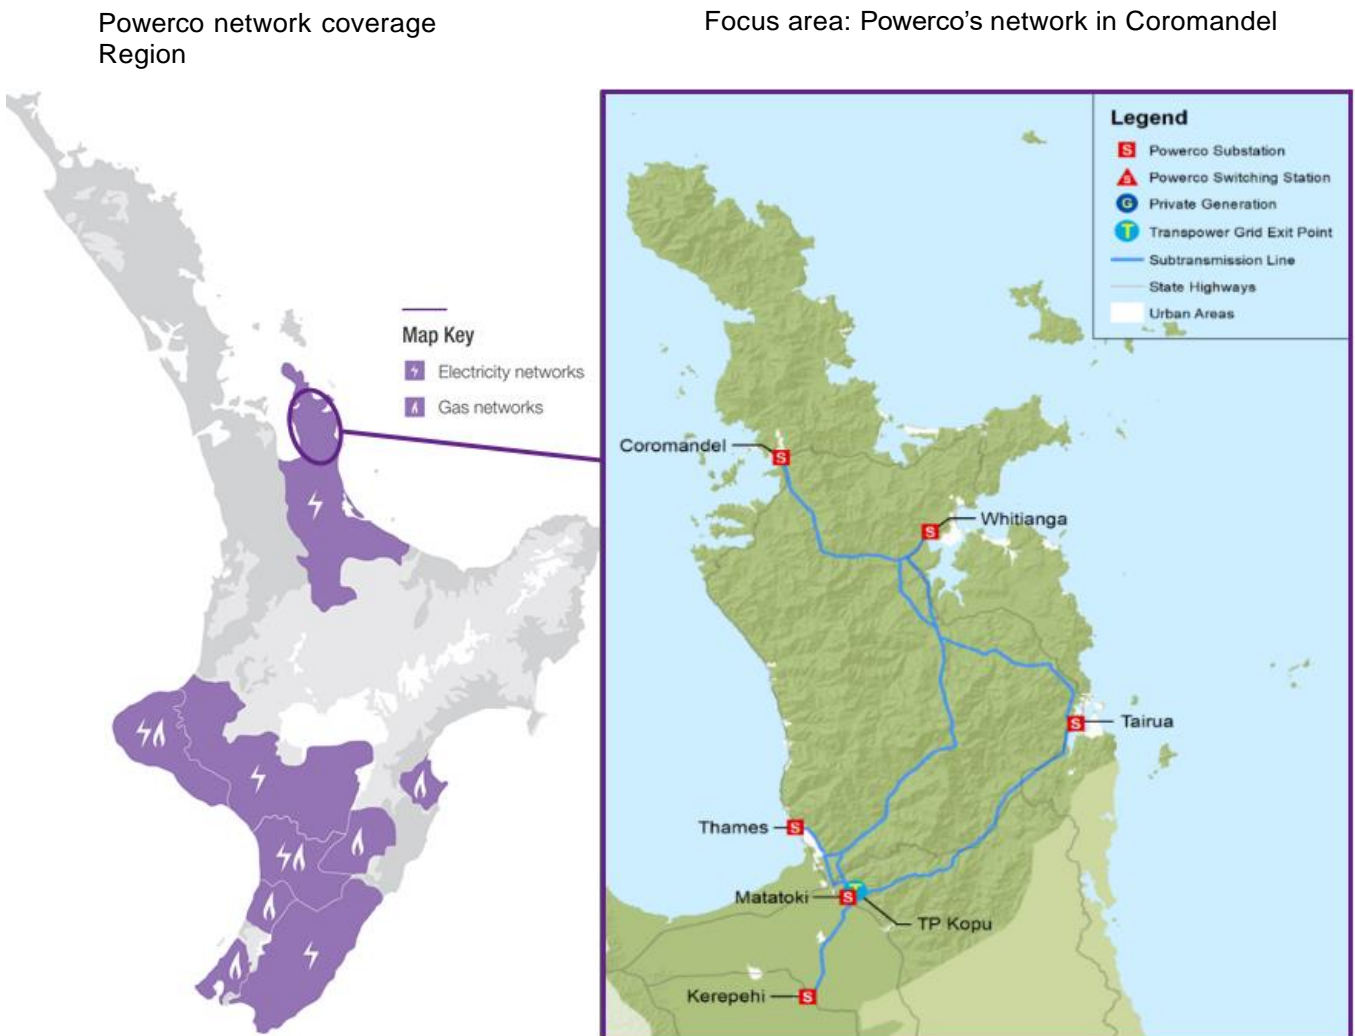 Powerco network coverage
Region
Focus area: Powerco's network in Coromandel
Map Key
Electricity networks
Gas networks
Legend
S Powerco Substation
S Powerco Switching Station
G Private Generation
T Transpower Grid Exit Point
Subtransmission Line
State Highways
Urban Areas
Coromandel
S
S
Whitianga
S
Tairua
Thames
S
T
Matatoki
S
TP Kopu
Kerepehi
S